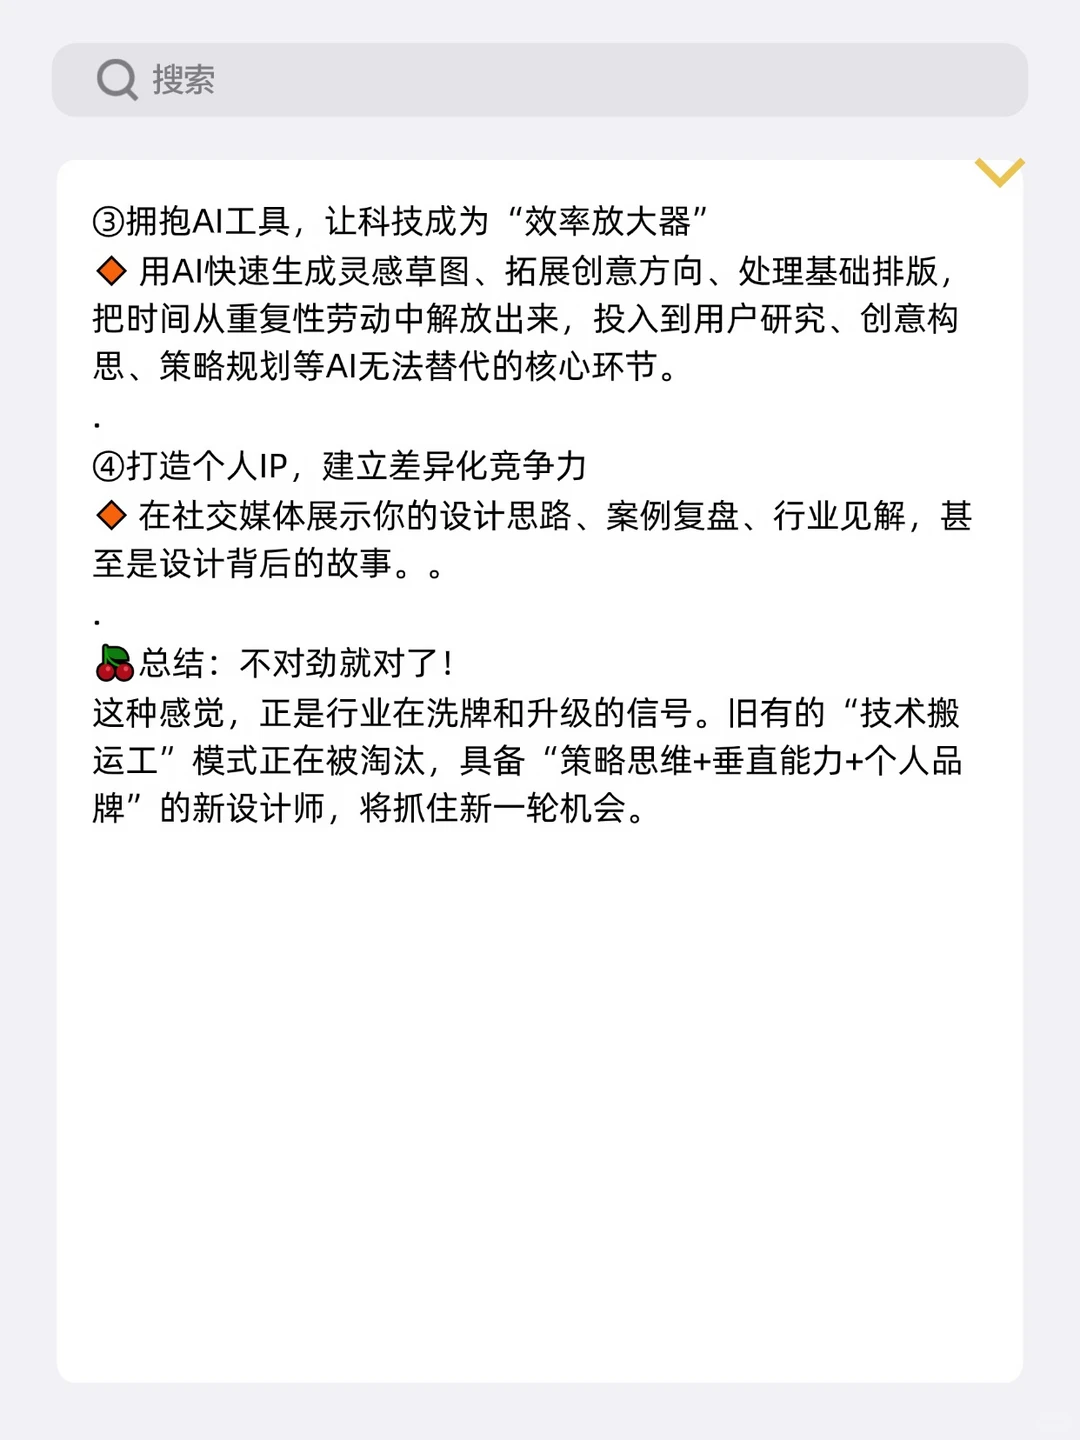 搜索
③拥抱AI工具，让科技成为“效率放大器”
🔶 用AI快速生成灵感草图、拓展创意方向、处理基础排版，
把时间从重复性劳动中解放出来，投入到用户研究、创意构
思、策略规划等AI无法替代的核心环节。
.
④打造个人IP，建立差异化竞争力
🔶 在社交媒体展示你的设计思路、案例复盘、行业见解，甚
至是设计背后的故事。。
.
🍒总结：不对劲就对了！
这种感觉，正是行业在洗牌和升级的信号。旧有的“技术搬
运工”模式正在被淘汰，具备“策略思维+垂直能力+个人品
牌”的新设计师，将抓住新一轮机会。